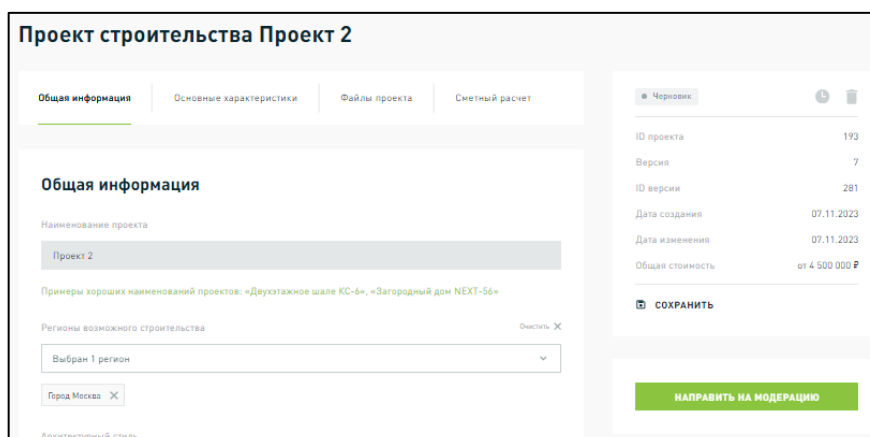 Проект строительства Проект 2
Общая информация
Основные характеристики
Файлы проекта
Сметный расчет
Общая информация
Наименование проекта
Проект 2
Примеры хороших наименований проектов: «Двухэтажное шале КС-6», «Загородный дом NEXT-56»
Регионы возможного строительства
Очистить
Выбран 1 регион
Город Москва
Архитектурный стиль
Черновик
ID проекта 193
Версия 7
ID версии 281
Дата создания 07.11.2023
Дата изменения 07.11.2023
Общая стоимость от 4 500 000 ₽
СОХРАНИТЬ
НАПРАВИТЬ НА МОДЕРАЦИЮ